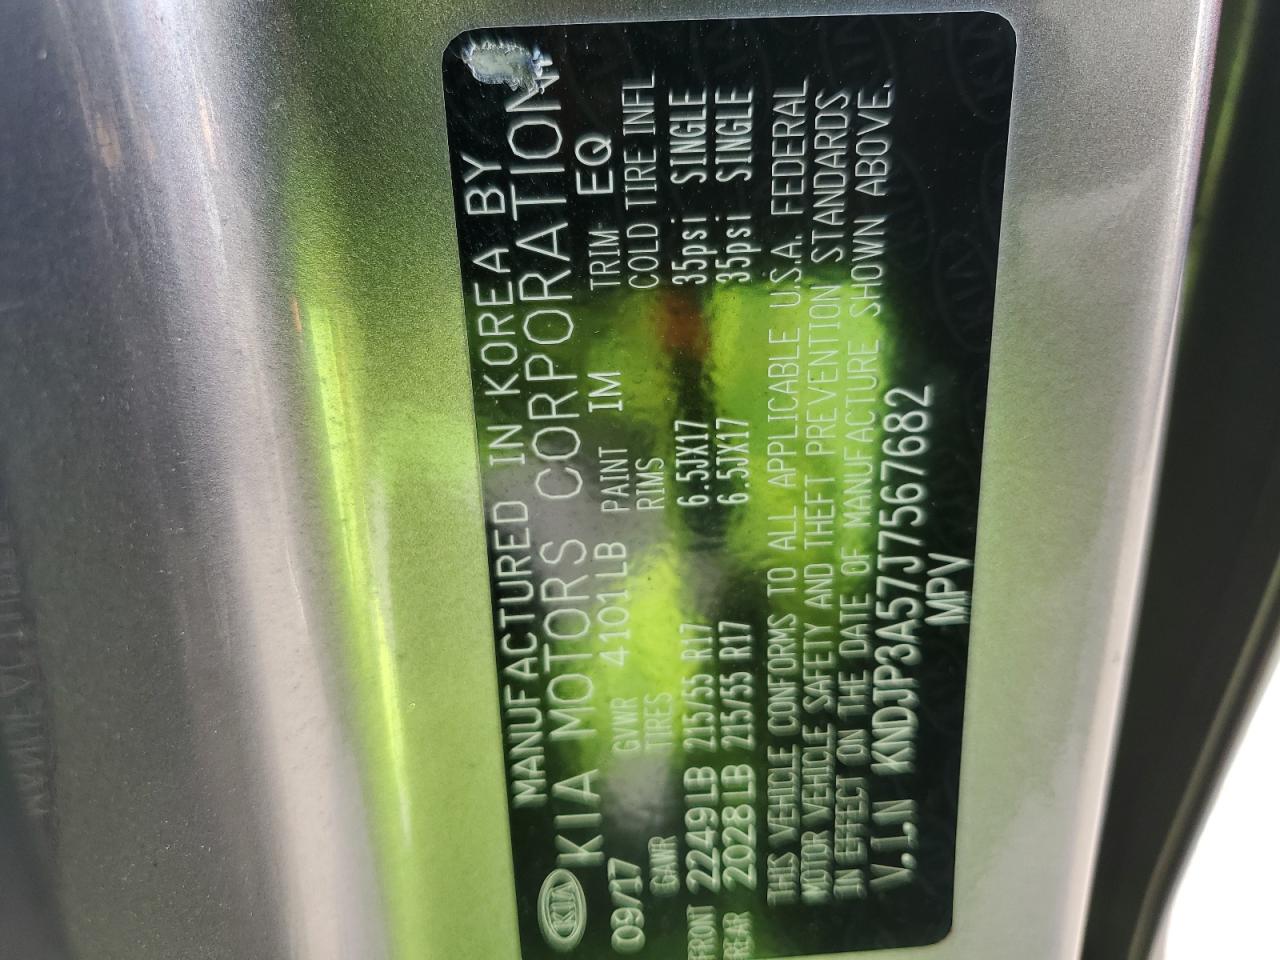 KIA
MANUFACTURED IN KOREA BY
KIA MOTORS CORPORATION
09/17 GVWR 4101LB PAINT IM TRIM EQ
GAWR TIRES RIMS COLD TIRE INFL
FRONT 2249LB 215/55 R17 6.5JX17 35psi SINGLE
REAR 2028LB 215/55 R17 6.5JX17 35psi SINGLE
THIS VEHICLE CONFORMS TO ALL APPLICABLE U.S.A. FEDERAL
MOTOR VEHICLE SAFETY AND THEFT PREVENTION STANDARDS
IN EFFECT ON THE DATE OF MANUFACTURE SHOWN ABOVE.
V.I.N KNDJP3A57J7567682
MPV